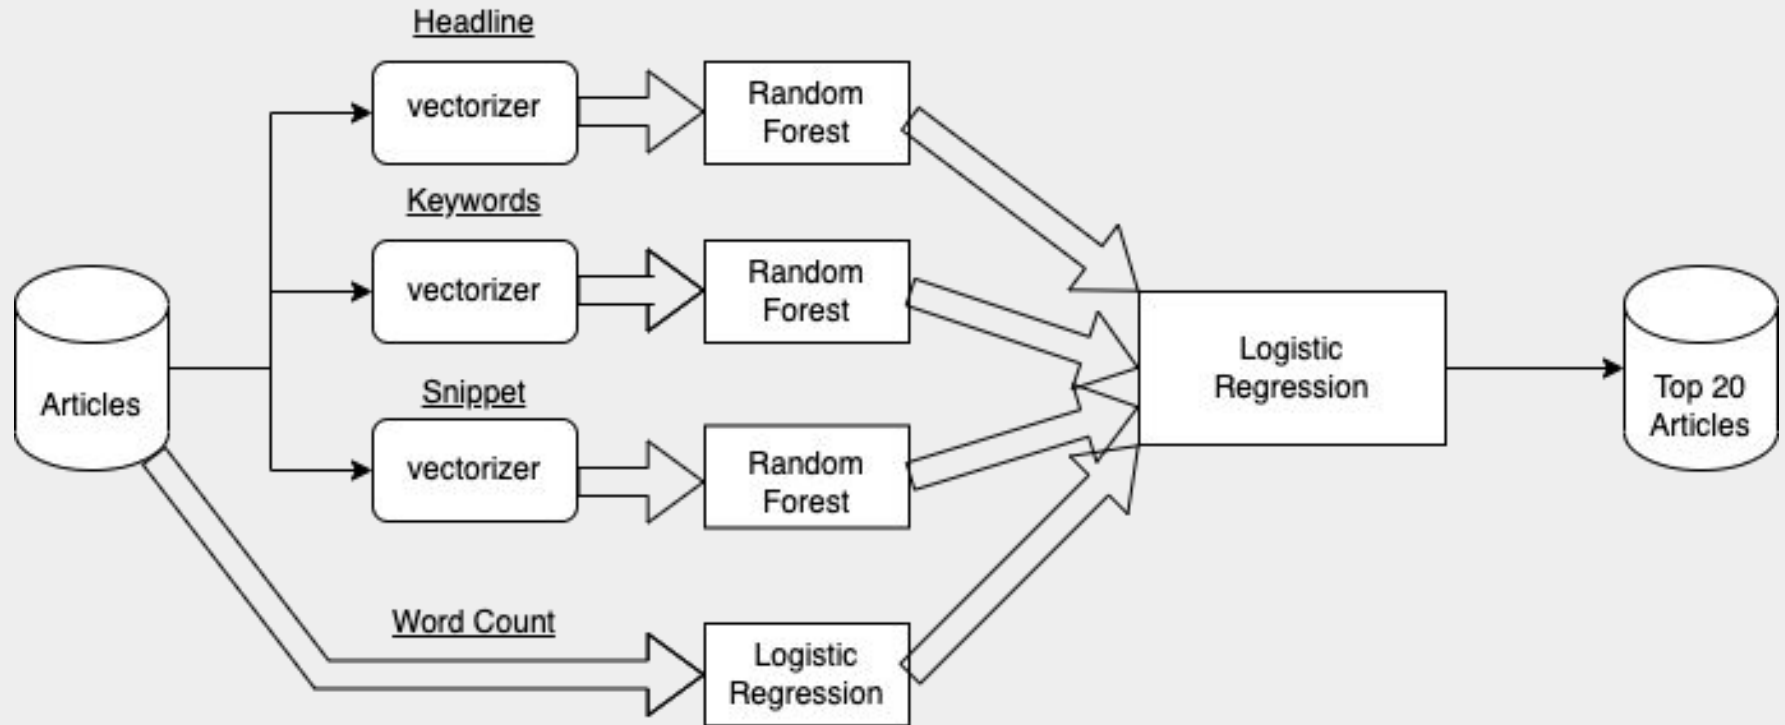 Headline
vectorizer
Random
Forest
Keywords
vectorizer
Random
Forest
Snippet
vectorizer
Random
Forest
Articles
Word Count
Logistic
Regression
Logistic
Regression
Top 20
Articles